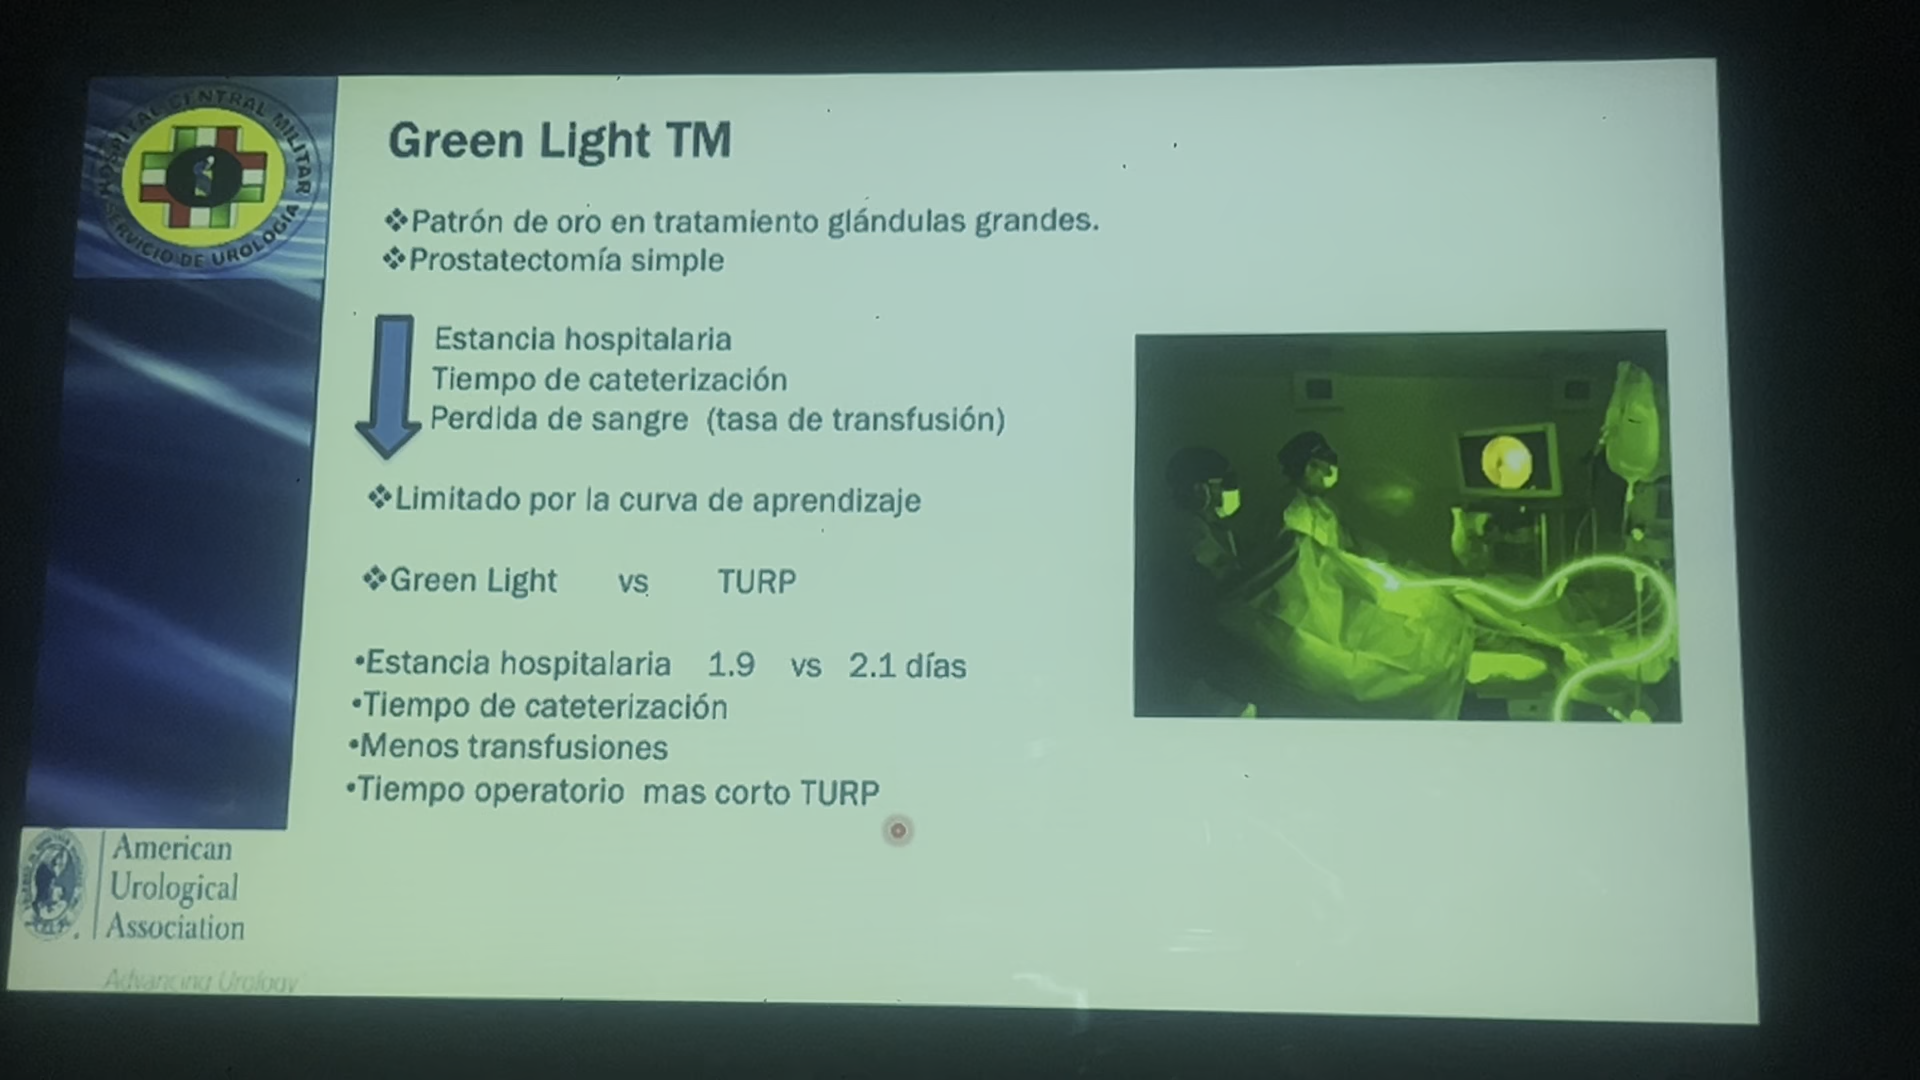 HOSPITAL CENTRAL MILITAR
SERVICIO DE UROLOGÍA
Green Light TM
❖Patrón de oro en tratamiento glándulas grandes.
❖Prostatectomía simple
Estancia hospitalaria
Tiempo de cateterización
Perdida de sangre (tasa de transfusión)
❖Limitado por la curva de aprendizaje
❖Green Light vs TURP
•Estancia hospitalaria 1.9 vs 2.1 días
•Tiempo de cateterización
•Menos transfusiones
•Tiempo operatorio mas corto TURP
American
Urological
Association
Advancing Urology